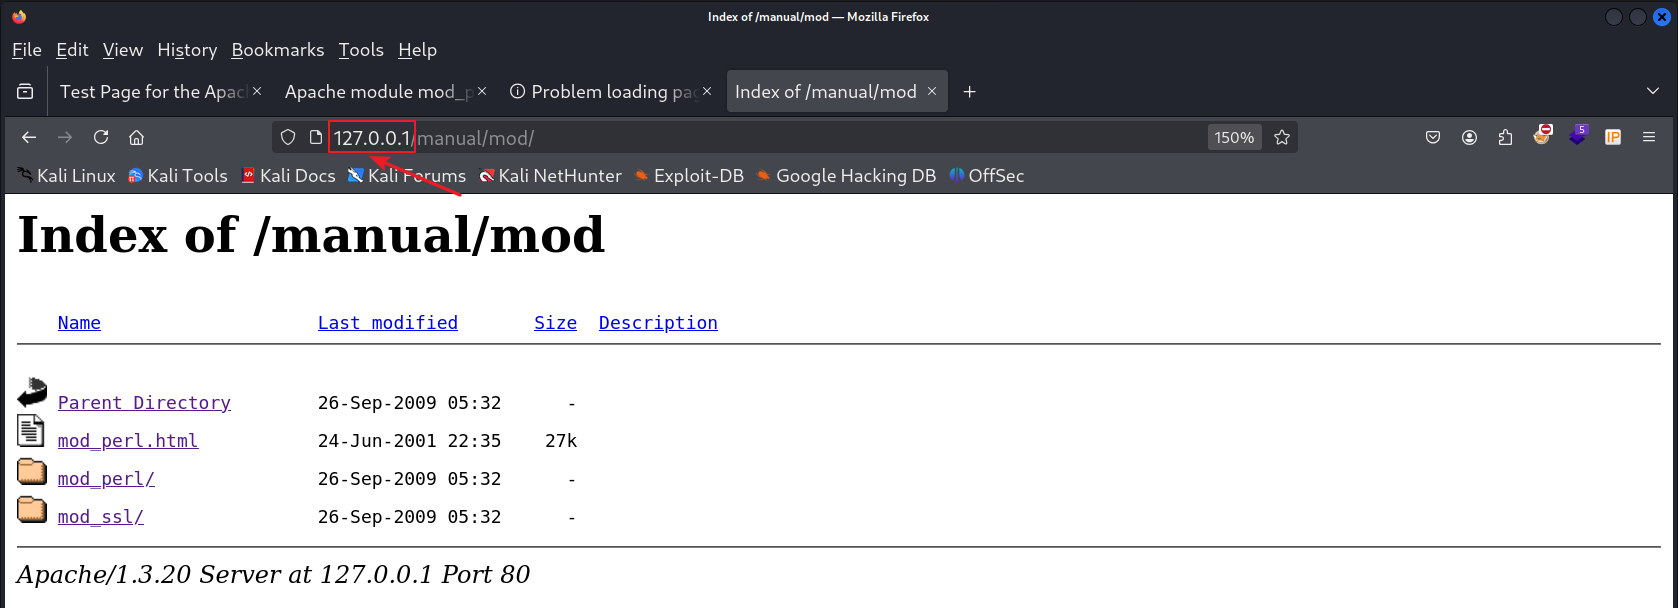 Index of /manual/mod — Mozilla Firefox
File Edit View History Bookmarks Tools Help
Test Page for the Apac Apache module mod_p Problem loading pag Index of /manual/mod
127.0.0.1/manual/mod/ 150% 5 IP
Kali Linux Kali Tools Kali Docs Kali Forums Kali NetHunter Exploit-DB Google Hacking DB OffSec
Index of /manual/mod
Name Last modified Size Description
Parent Directory 26-Sep-2009 05:32 -
mod_perl.html 24-Jun-2001 22:35 27k
mod_perl/ 26-Sep-2009 05:32 -
mod_ssl/ 26-Sep-2009 05:32 -
Apache/1.3.20 Server at 127.0.0.1 Port 80